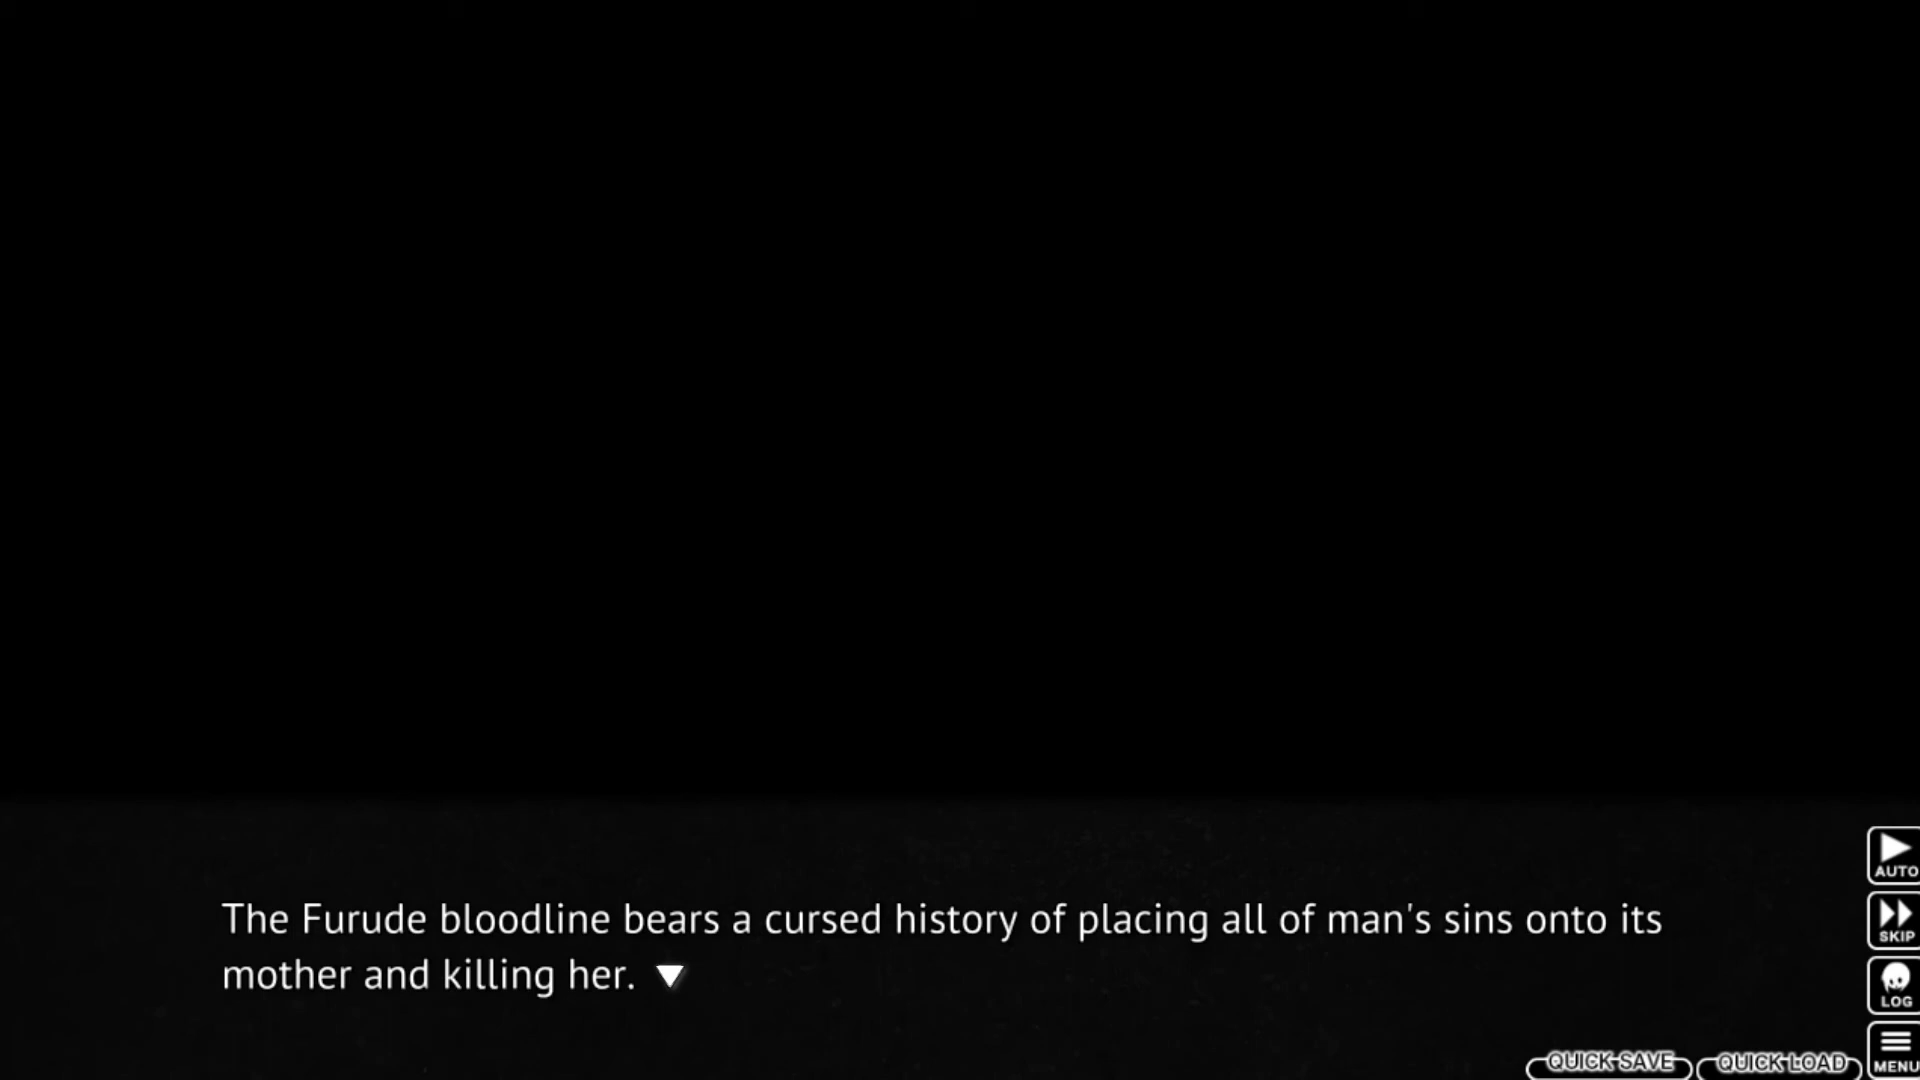 The Furude bloodline bears a cursed history of placing all of man's sins onto its
mother and killing her.
AUTO
SKIP
LOG
MENU
QUICK SAVE
QUICK LOAD